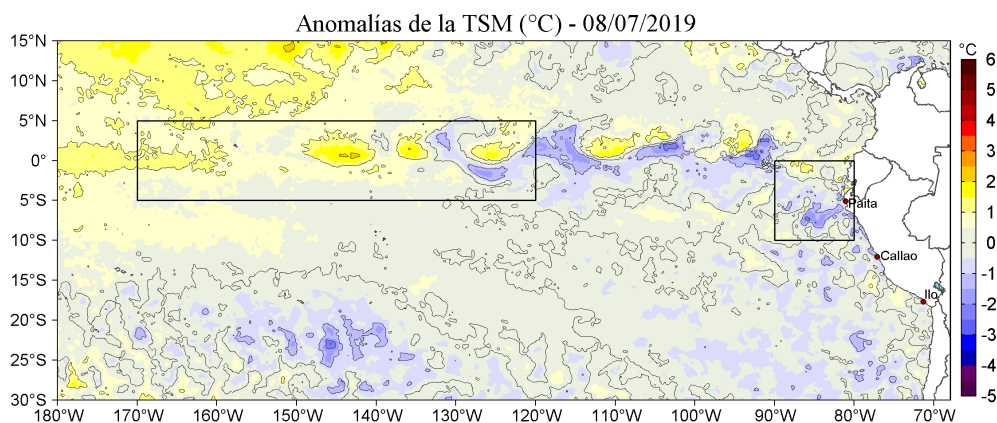 Anomalías de la TSM (°C) - 08/07/2019
15°N
10°N
5°N
0°
5°S
10°S
15°S
20°S
25°S
30°S
180°W
170°W
160°W
150°W
140°W
130°W
120°W
110°W
100°W
90°W
80°W
70°W
Paita
Callao
Ilo
°C
6
5
4
3
2
1
0
-1
-2
-3
-4
-5